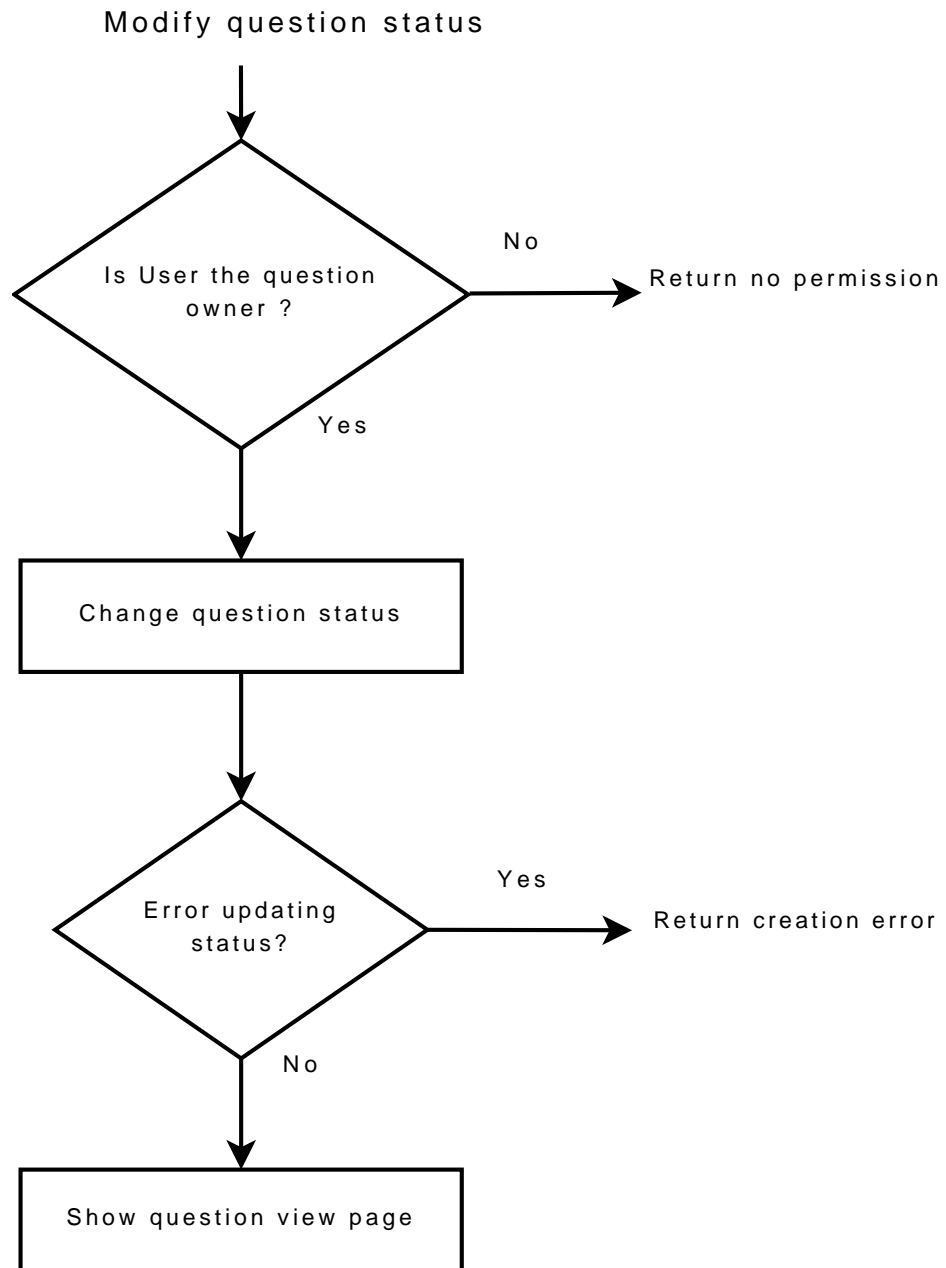 Modify question status
No
Is User the question
owner ?
Return no permission
Yes
Change question status
Yes
Error updating
status?
Return creation error
No
Show question view page